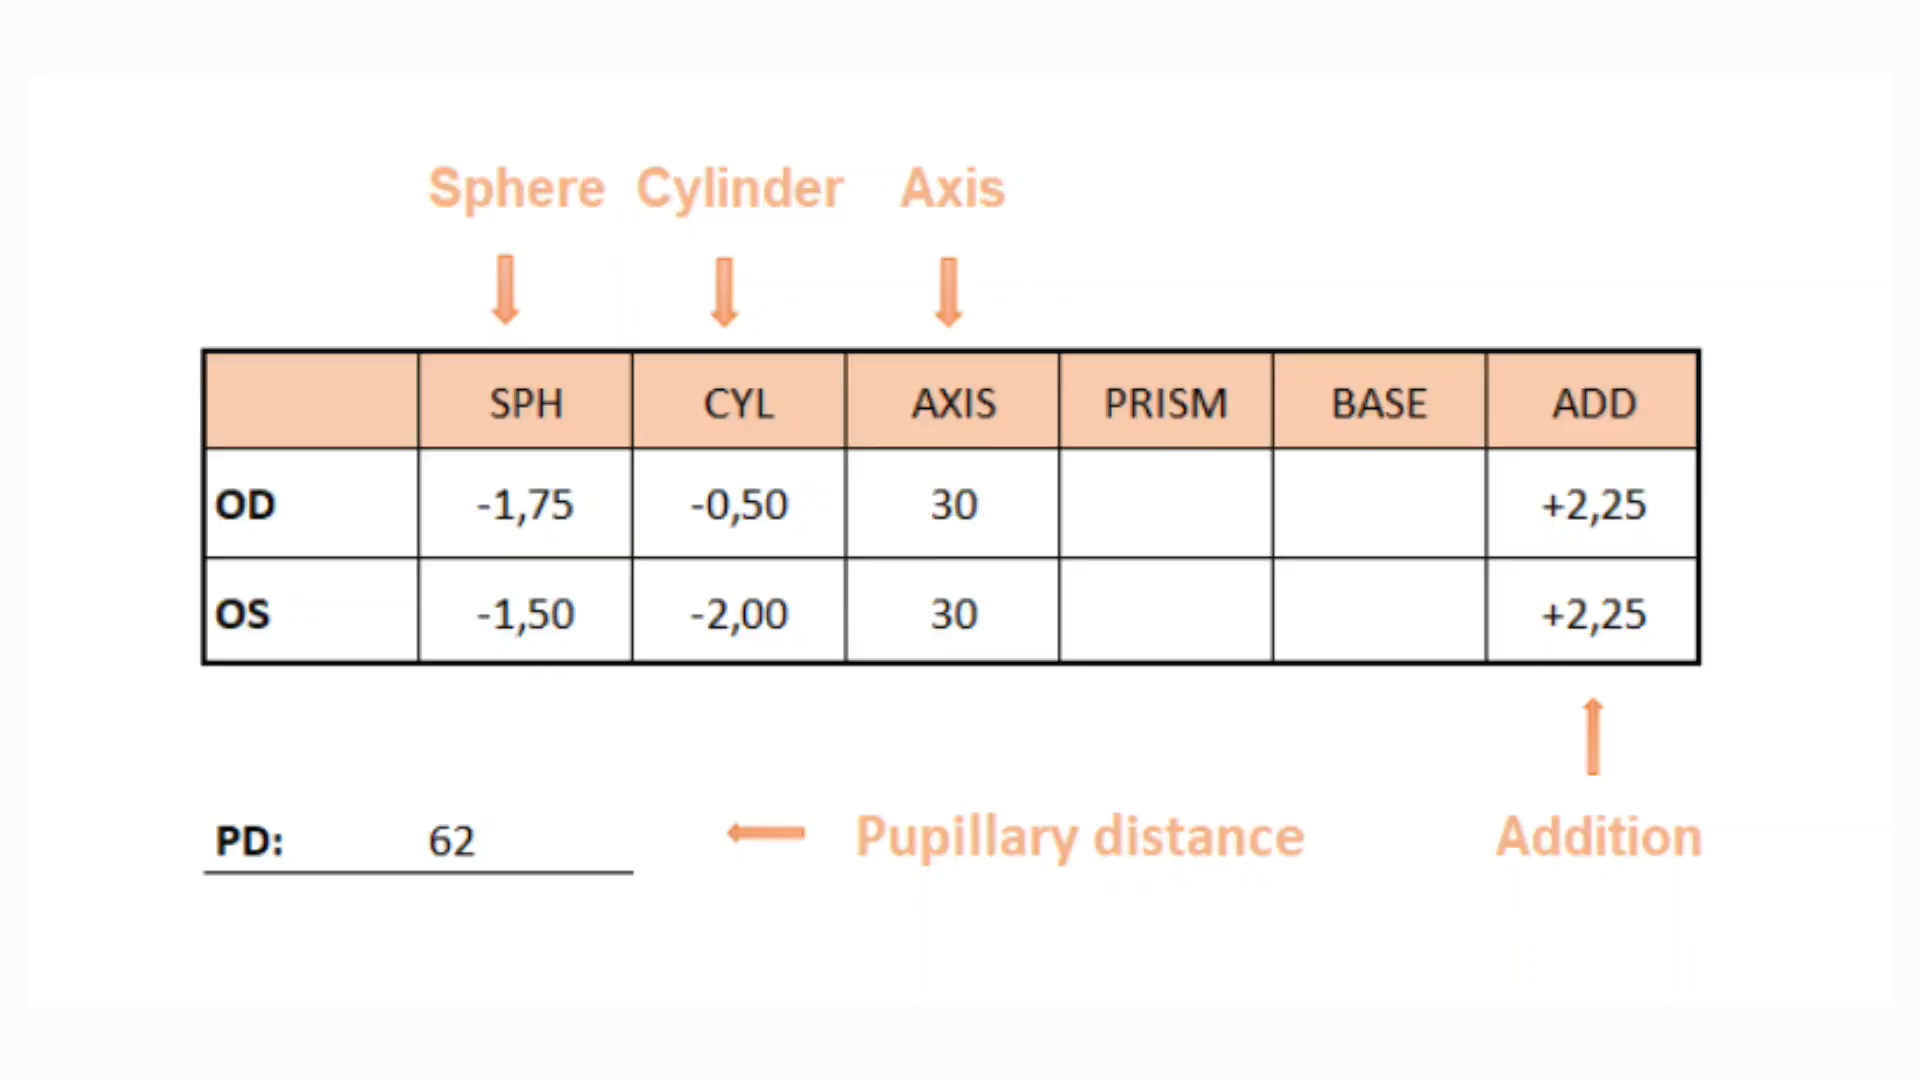 Sphere Cylinder Axis
SPH CYL AXIS PRISM BASE ADD
OD -1,75 -0,50 30 +2,25
OS -1,50 -2,00 30 +2,25
PD: 62 Pupillary distance Addition